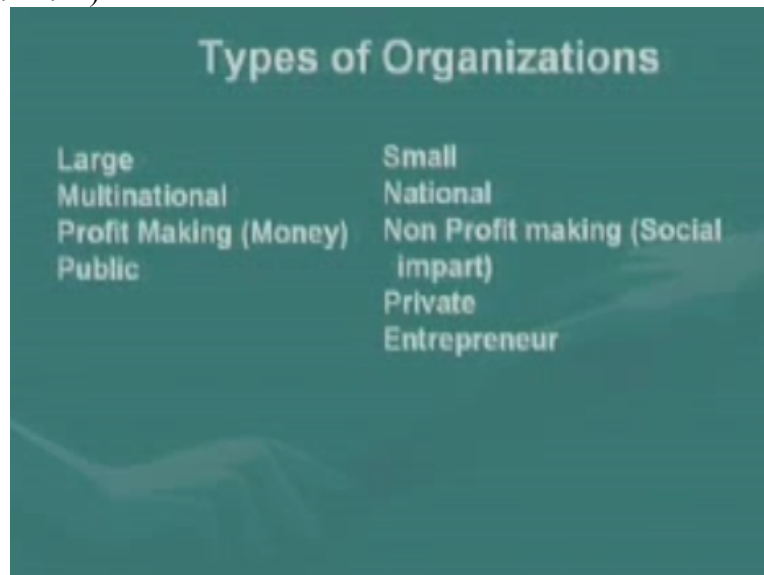 Types of Organizations
Large
Multinational
Profit Making (Money)
Public
Small
National
Non Profit making (Social
impart)
Private
Entrepreneur